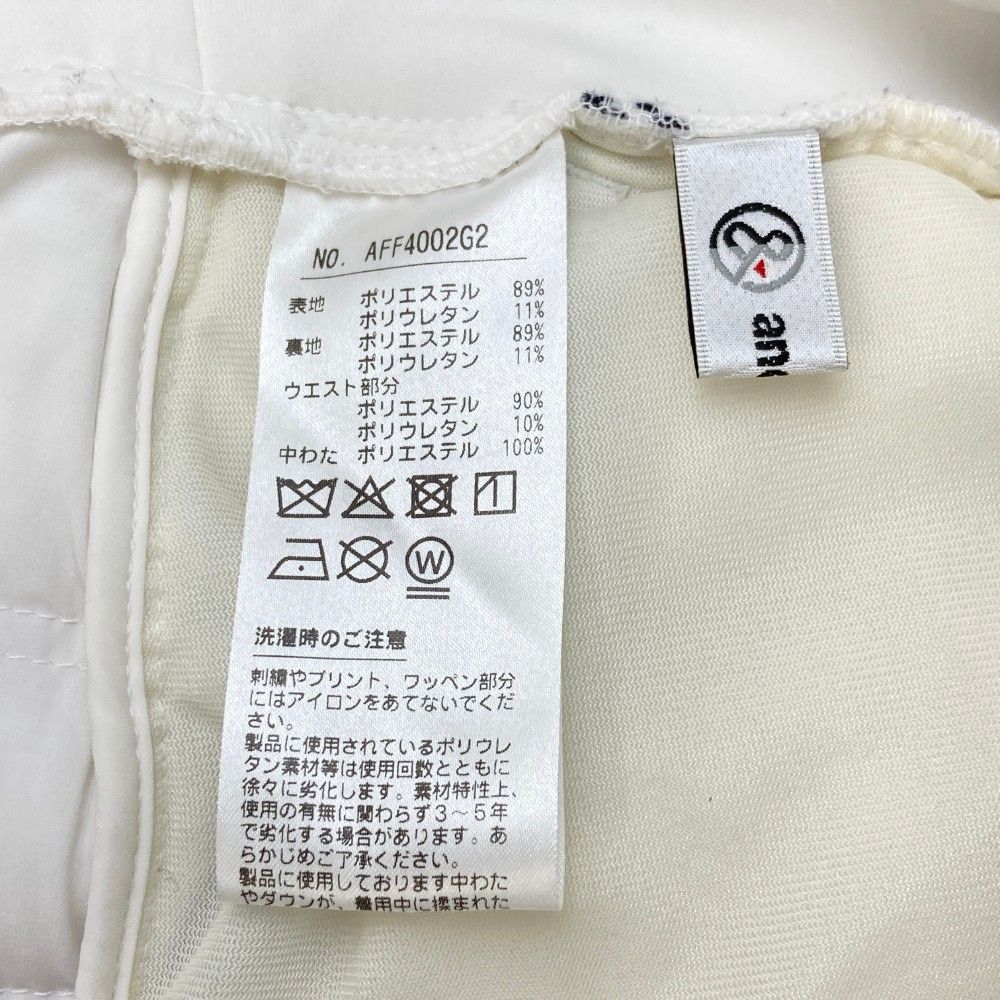 NO. AFF4002G2
表地 ポリエステル 89%
ポリウレタン 11%
裏地 ポリエステル 89%
ポリウレタン 11%
ウエスト部分
ポリエステル 90%
ポリウレタン 10%
中わた ポリエステル 100%
1
W
洗濯時のご注意
刺繍やプリント、ワッペン部分
にはアイロンをあてないでくだ
さい。
製品に使用されているポリウレ
タン素材等は使用回数とともに
徐々に劣化します。素材特性上、
使用の有無に関わらず3～5年
で劣化する場合があります。あ
らかじめご了承ください。
製品に使用しております中わた
やダウンが、着用中に揉まれた
and